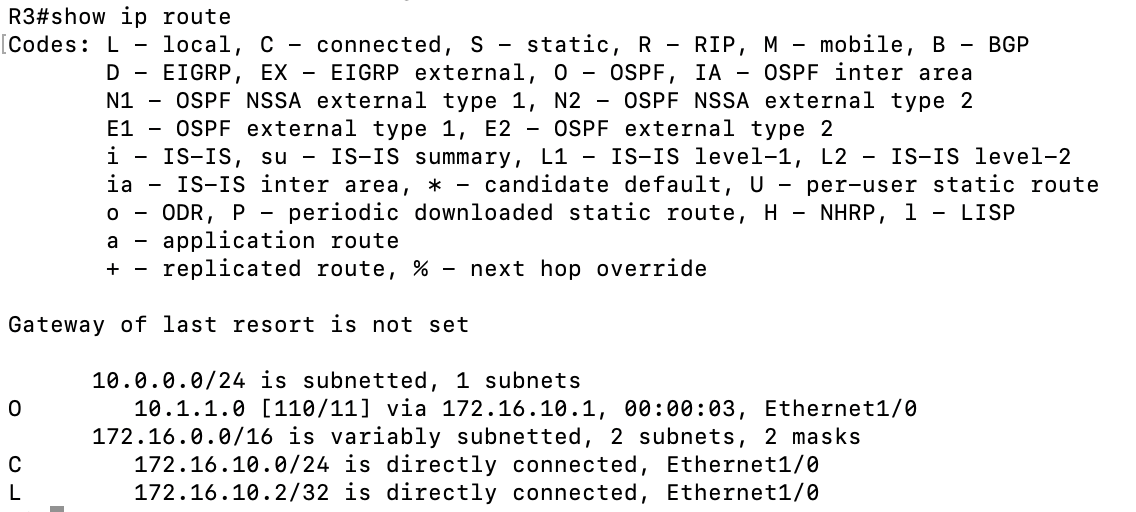 R3#show ip route
[Codes: L – local, C – connected, S – static, R – RIP, M – mobile, B – BGP
D – EIGRP, EX – EIGRP external, O – OSPF, IA – OSPF inter area
N1 – OSPF NSSA external type 1, N2 – OSPF NSSA external type 2
E1 – OSPF external type 1, E2 – OSPF external type 2
i – IS–IS, su – IS–IS summary, L1 – IS–IS level–1, L2 – IS–IS level–2
ia – IS–IS inter area, * – candidate default, U – per–user static route
o – ODR, P – periodic downloaded static route, H – NHRP, l – LISP
a – application route
+ – replicated route, % – next hop override
Gateway of last resort is not set
10.0.0.0/24 is subnetted, 1 subnets
O 10.1.1.0 [110/11] via 172.16.10.1, 00:00:03, Ethernet1/0
172.16.0.0/16 is variably subnetted, 2 subnets, 2 masks
C 172.16.10.0/24 is directly connected, Ethernet1/0
L 172.16.10.2/32 is directly connected, Ethernet1/0